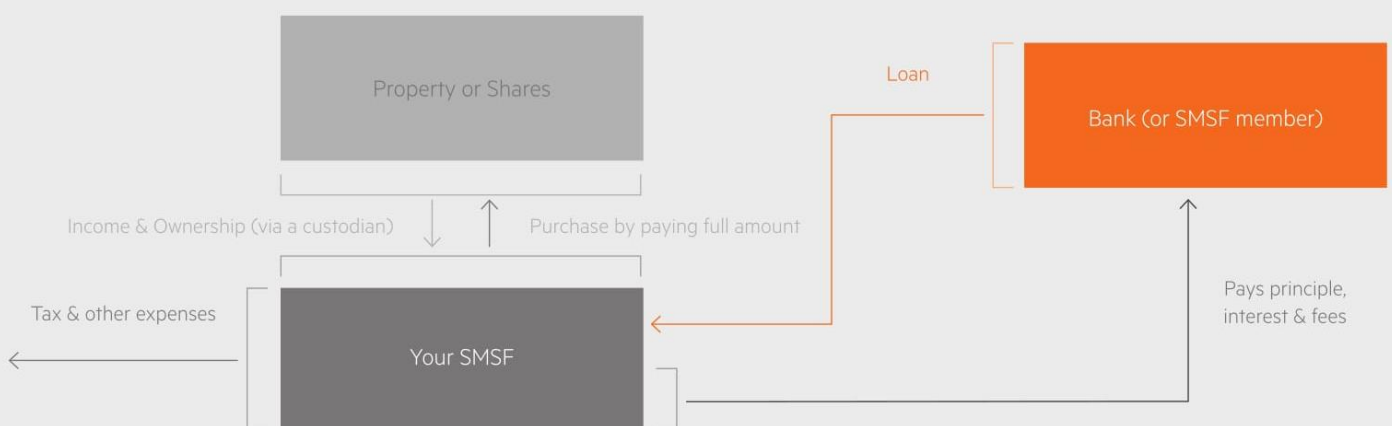 Property or Shares
Loan
Bank (or SMSF member)
Income & Ownership (via a custodian)
Purchase by paying full amount
Tax & other expenses
Pays principle,
interest & fees
Your SMSF